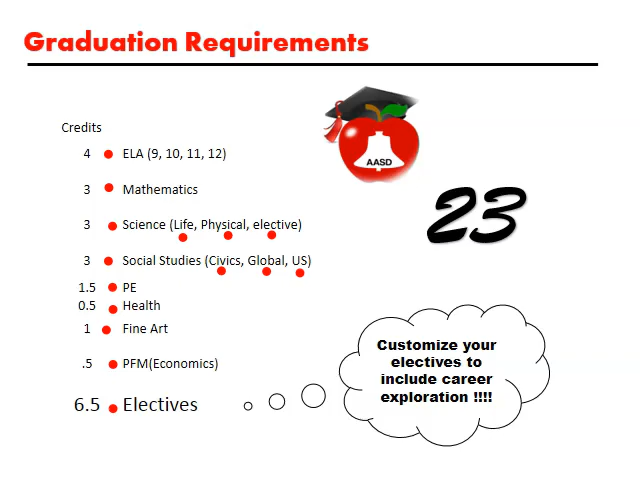 Graduation Requirements
Credits
4 ELA (9, 10, 11, 12)
3 Mathematics
3 Science (Life, Physical, elective)
3 Social Studies (Civics, Global, US)
1.5 PE
0.5 Health
1 Fine Art
.5 PFM(Economics)
6.5 Electives
AASD
23
Customize your
electives to
include career
exploration !!!!